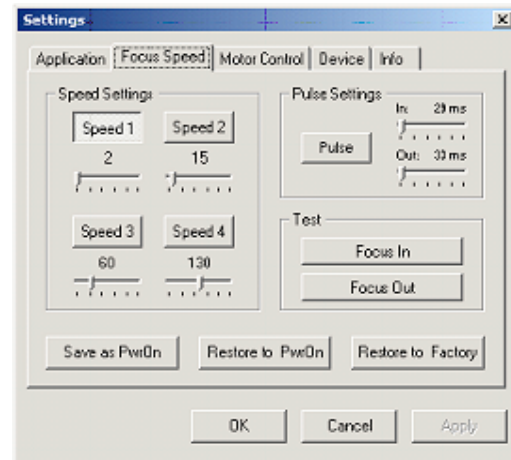 Settings
Application Focus Speed Motor Control Device Info
Speed Settings
Speed 1 Speed 2
2 15
Speed 3 Speed 4
60 130
Pulse Settings
Pulse
In: 29 ms
Out: 33 ms
Test
Focus In
Focus Out
Save as PwrOn Restore to PwrOn Restore to Factory
OK Cancel Apply